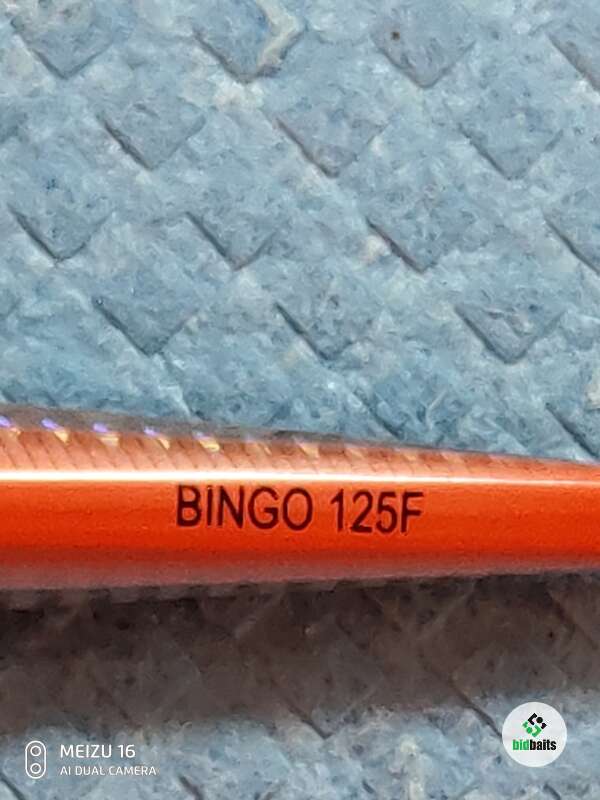 BINGO 125F
MEIZU 16
AI DUAL CAMERA
bidbaits